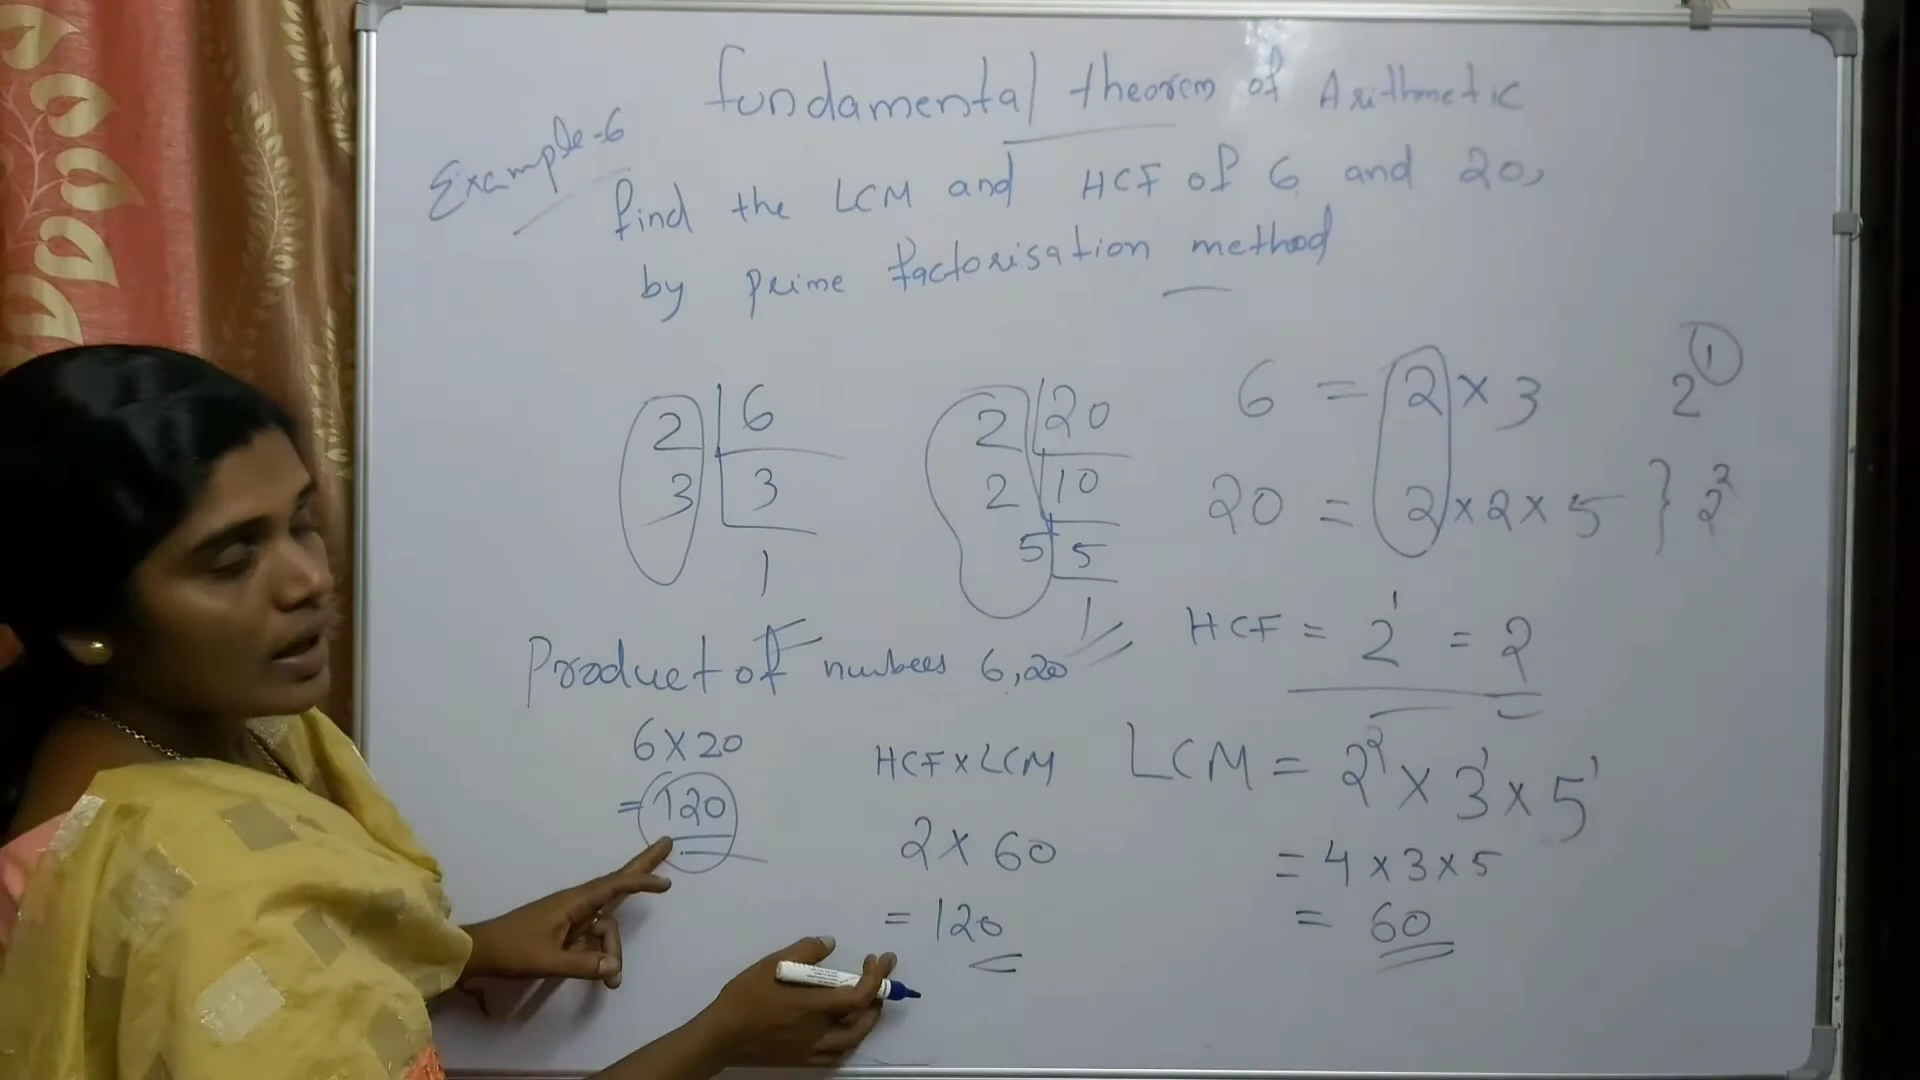 Fundamental theorem of Arithmetic
Example-6
find the LCM and HCF of 6 and 20,
by prime factorisation method
2 | 6
3 | 3
1
2 | 20
2 | 10
5 | 5
1
6 = 2 × 3 2¹
20 = 2 × 2 × 5 } 2²
HCF = 2¹ = 2
Product of numbers 6,20
6 × 20
= 120
HCF × LCM
2 × 60
= 120
LCM = 2² × 3¹ × 5¹
= 4 × 3 × 5
= 60